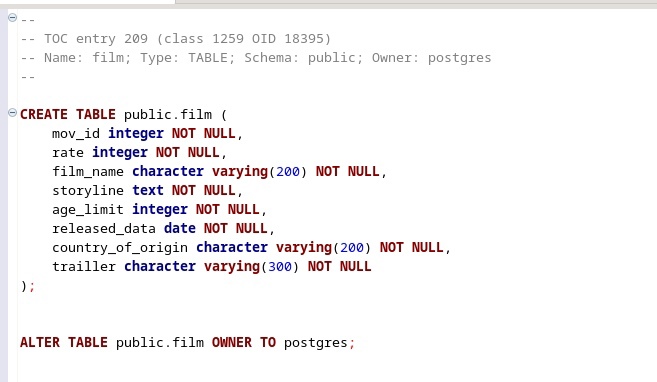 --
-- TOC entry 209 (class 1259 OID 18395)
-- Name: film; Type: TABLE; Schema: public; Owner: postgres
--
CREATE TABLE public.film (
    mov_id integer NOT NULL,
    rate integer NOT NULL,
    film_name character varying(200) NOT NULL,
    storyline text NOT NULL,
    age_limit integer NOT NULL,
    released_data date NOT NULL,
    country_of_origin character varying(200) NOT NULL,
    trailler character varying(300) NOT NULL
);
ALTER TABLE public.film OWNER TO postgres;